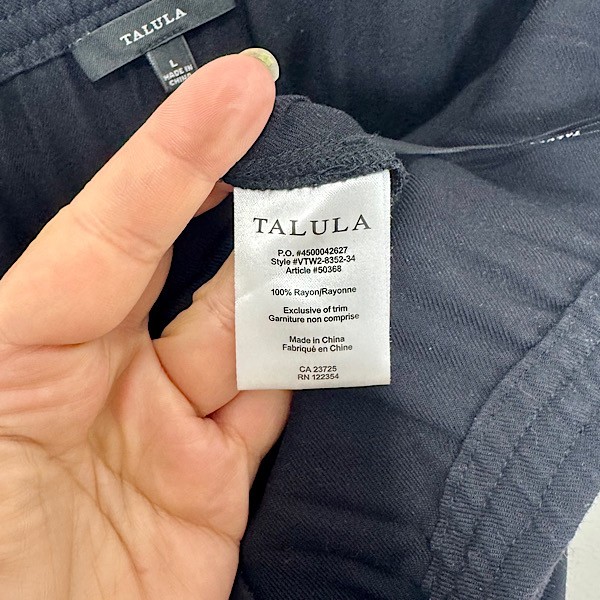 TALULA
L
MADE IN
CHINA
TALULA
P.O. #4500042627
Style #VTW2-8352-34
Article #50368
100% Rayon/Rayonne
Exclusive of trim
Garniture non comprise
Made in China
Fabriqué en Chine
CA 23725
RN 122354